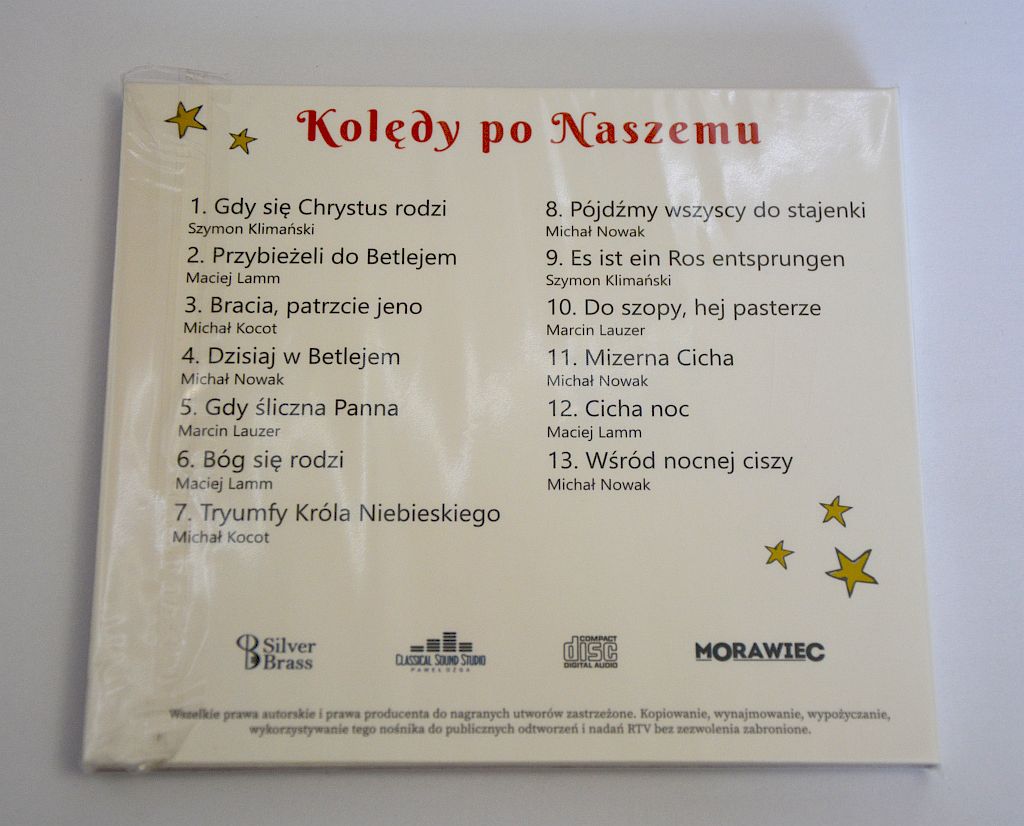 Kolędy po Naszemu
1. Gdy się Chrystus rodzi
Szymon Klimański
2. Przybieżeli do Betlejem
Maciej Lamm
3. Bracia, patrzcie jeno
Michał Kocot
4. Dzisiaj w Betlejem
Michał Nowak
5. Gdy śliczna Panna
Marcin Lauzer
6. Bóg się rodzi
Maciej Lamm
7. Tryumfy Króla Niebieskiego
Michał Kocot
8. Pójdźmy wszyscy do stajenki
Michał Nowak
9. Es ist ein Ros entsprungen
Szymon Klimański
10. Do szopy, hej pasterze
Marcin Lauzer
11. Mizerna Cicha
Michał Nowak
12. Cicha noc
Maciej Lamm
13. Wśród nocnej ciszy
Michał Nowak
Silver
Brass
CLASSICAL SOUND STUDIO
PAWEŁ OŻGA
COMPACT
disc
DIGITAL AUDIO
MORAWIEC
Wszelkie prawa autorskie i prawa producenta do nagranych utworów zastrzeżone. Kopiowanie, wynajmowanie, wypożyczanie,
wykorzystywanie tego nośnika do publicznych odtworzeń i nadań RTV bez zezwolenia zabronione.